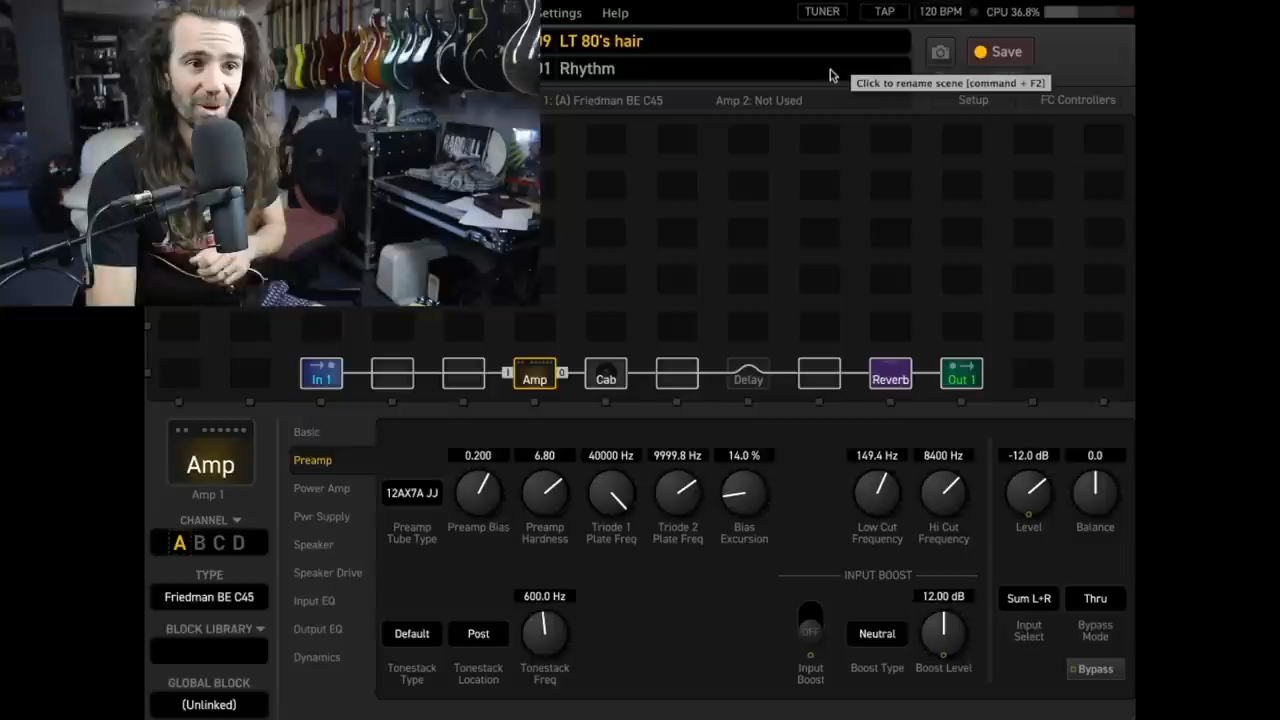 Settings Help TUNER TAP 120 BPM CPU 36.8%
09 LT 80's hair
Save
01 Rhythm
Click to rename scene [command + F2]
1: (A) Friedman BE C45 Amp 2: Not Used Setup FC Controllers
In 1 Amp Cab Delay Reverb Out 1
I O
Amp
Amp 1
CHANNEL
A B C D
TYPE
Friedman BE C45
BLOCK LIBRARY
GLOBAL BLOCK
(Unlinked)
Basic
Preamp
Power Amp
Pwr Supply
Speaker
Speaker Drive
Input EQ
Output EQ
Dynamics
0.200 6.80 40000 Hz 9999.8 Hz 14.0 % 149.4 Hz 8400 Hz -12.0 dB 0.0
12AX7A JJ
Preamp Tube Type Preamp Bias Preamp Hardness Triode 1 Plate Freq Triode 2 Plate Freq Bias Excursion Low Cut Frequency Hi Cut Frequency Level Balance
INPUT BOOST
600.0 Hz 12.00 dB
Default Post OFF Neutral Sum L+R Thru
Input Select Bypass Mode
Tonestack Type Tonestack Location Tonestack Freq Input Boost Boost Type Boost Level
Bypass